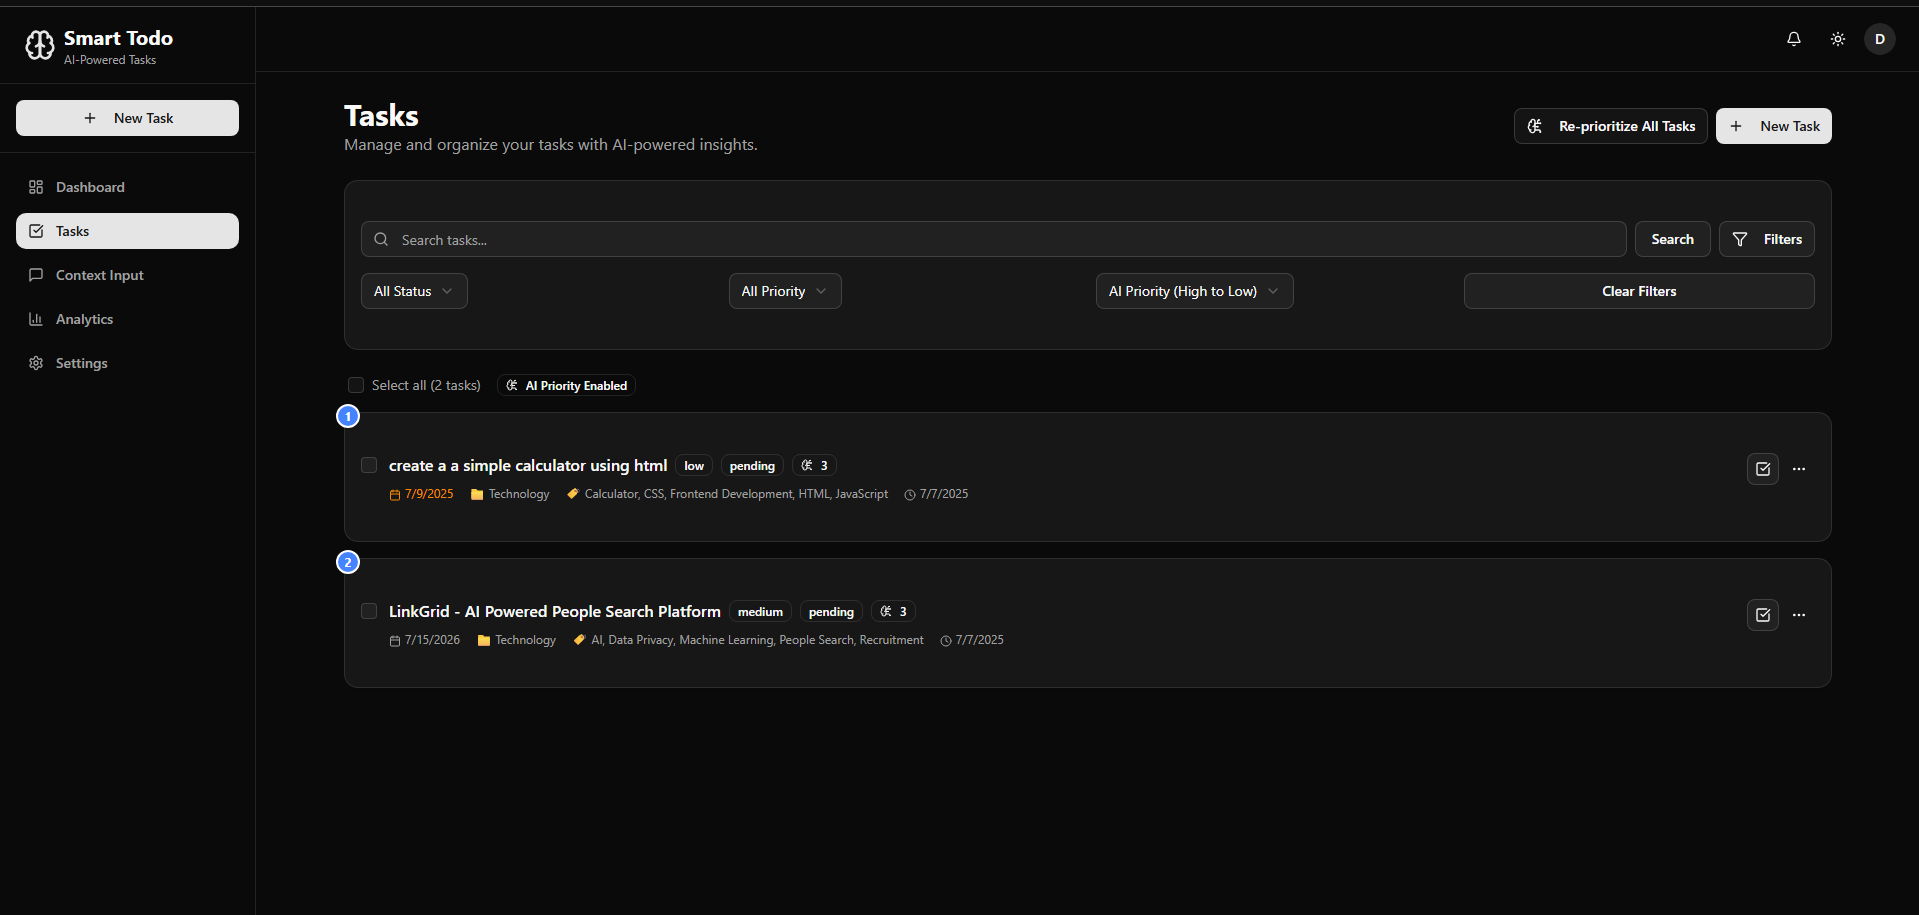 Smart Todo
AI-Powered Tasks
New Task
Dashboard
Tasks
Context Input
Analytics
Settings
D
Tasks
Manage and organize your tasks with AI-powered insights.
Re-prioritize All Tasks
New Task
Search tasks...
Search
Filters
All Status
All Priority
AI Priority (High to Low)
Clear Filters
Select all (2 tasks)
AI Priority Enabled
1
create a a simple calculator using html low pending 3
7/9/2025 Technology Calculator, CSS, Frontend Development, HTML, JavaScript 7/7/2025
2
LinkGrid - AI Powered People Search Platform medium pending 3
7/15/2026 Technology AI, Data Privacy, Machine Learning, People Search, Recruitment 7/7/2025